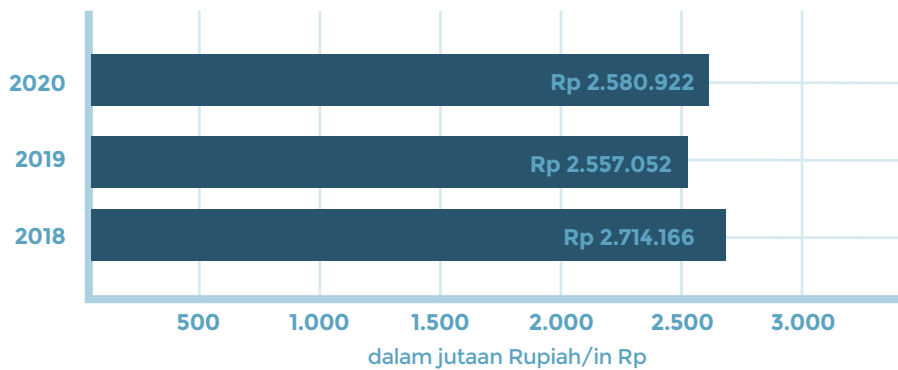 2020 Rp 2.580.922
2019 Rp 2.557.052
2018 Rp 2.714.166
500 1.000 1.500 2.000 2.500 3.000
dalam jutaan Rupiah/in Rp